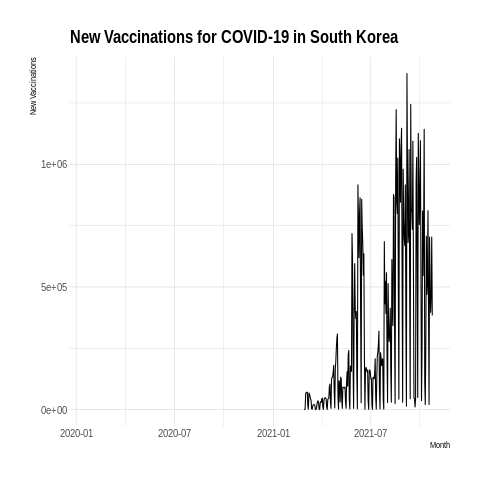 New Vaccinations for COVID-19 in South Korea
New Vaccinations
1e+06
5e+05
0e+00
2020-01 2020-07 2021-01 2021-07
Month